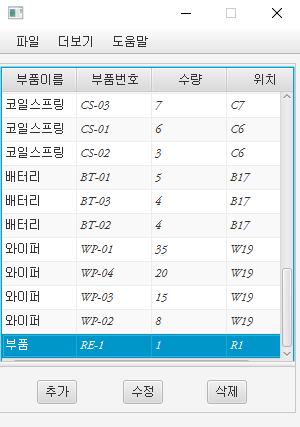 파일 더보기 도움말
부품이름 부품번호 수량 위치
코일스프링 CS-03 7 C7
코일스프링 CS-01 6 C6
코일스프링 CS-02 3 C6
배터리 BT-01 5 B17
배터리 BT-03 4 B17
배터리 BT-02 4 B17
와이퍼 WP-01 35 W19
와이퍼 WP-04 20 W19
와이퍼 WP-03 15 W19
와이퍼 WP-02 8 W19
부품 RE-1 1 R1
추가 수정 삭제